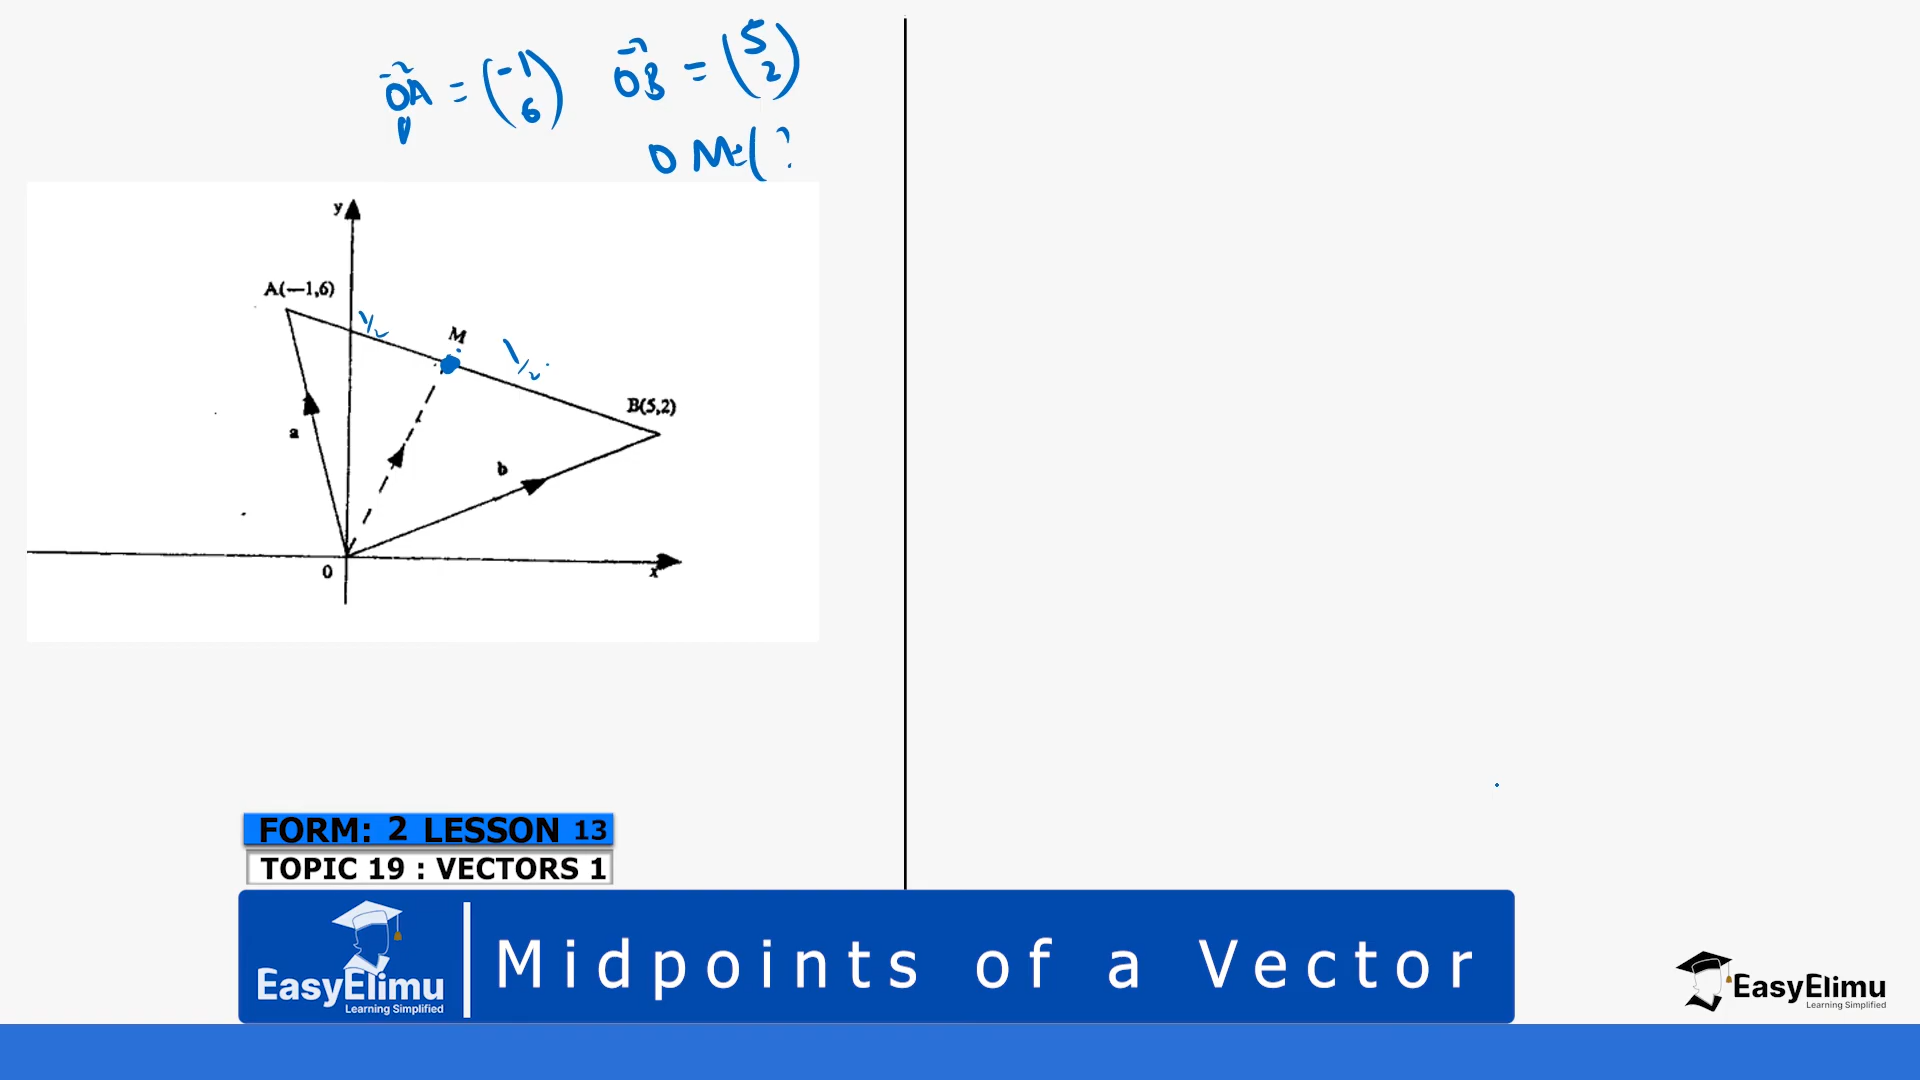 OA = (-1 6) OB = (5 2)
OM = ( ?
y
A(—1,6)
1/2
M
1/2
B(5,2)
a
b
0
x
FORM: 2 LESSON 13
TOPIC 19 : VECTORS 1
EasyElimu
Learning Simplified
Midpoints of a Vector
EasyElimu
Learning Simplified